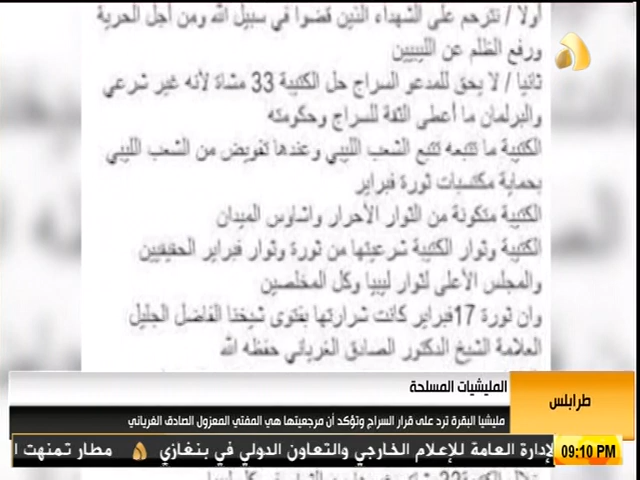 أولا / نترحم على الشهداء الذين قضوا في سبيل الله ومن أجل الحرية
ورفع الظلم عن الليبيين
ثانيا / لا يحق للمدعو السراج حل الكتيبة 33 مشاة لأنه غير شرعي
والبرلمان ما أعطى الثقة للسراج وحكومته
الكتيبة ما تتبعه تتبع الشعب الليبي وعندها تفويض من الشعب الليبي
بحماية مكتسبات ثورة فبراير
الكتيبة متكونة من الثوار الأحرار واشاوس الميدان
الكتيبة وثوار الكتيبة شرعيتها من ثورة وثوار فبراير الحقيقيين
والمجلس الأعلى لثوار ليبيا وكل المخلصين
وان ثورة 17فبراير كانت شرارتها بفتوى شيخنا الفاضل الجليل
العلامة الشيخ الدكتور الصادق الغرياني حفظه الله
طرابلس
المليشيات المسلحة
مليشيا البقرة ترد على قرار السراج وتؤكد أن مرجعيتها هي المفتي المعزول الصادق الغرياني
لإدارة العامة للإعلام الخارجي والتعاون الدولي في بنغازي مطار تمنهت ا
09:10 PM